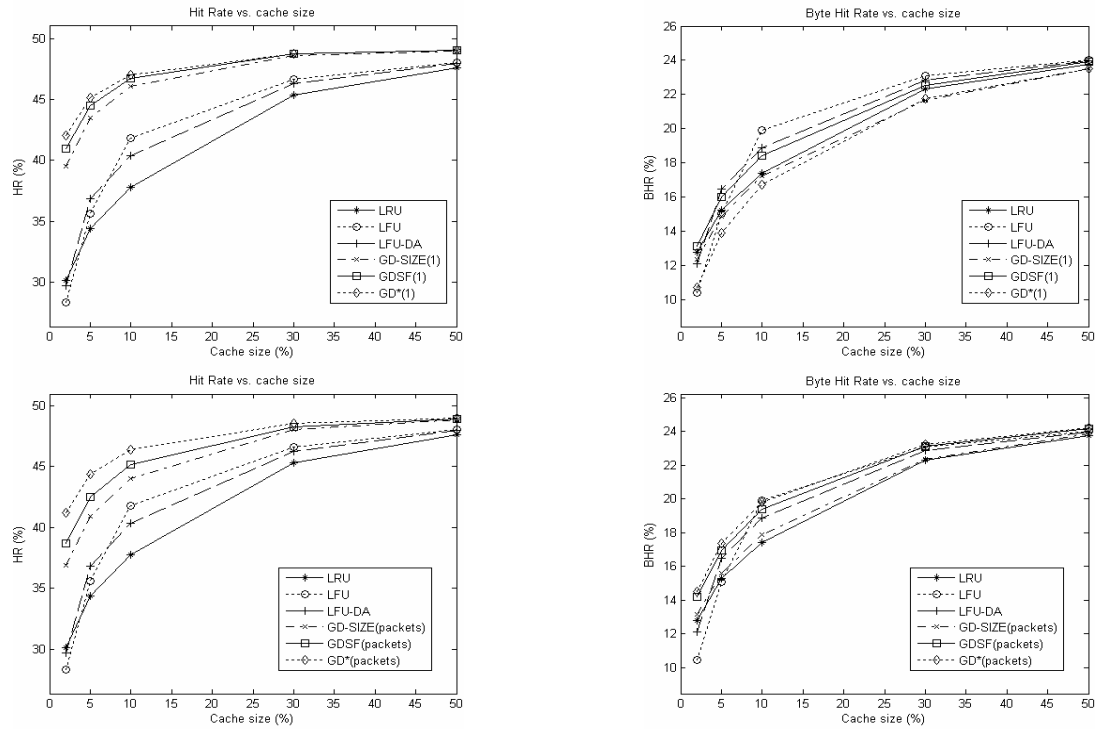 Hit Rate vs. cache size
50
45
40
35
30
HR (%)
LRU
LFU
LFU-DA
GD-SIZE(1)
GDSF(1)
GD*(1)
0 5 10 15 20 25 30 35 40 45 50
Cache size (%)
Byte Hit Rate vs. cache size
26
24
22
20
18
16
14
12
10
BHR (%)
LRU
LFU
LFU-DA
GD-SIZE(1)
GDSF(1)
GD*(1)
0 5 10 15 20 25 30 35 40 45 50
Cache size (%)
Hit Rate vs. cache size
50
45
40
35
30
HR (%)
LRU
LFU
LFU-DA
GD-SIZE(packets)
GDSF(packets)
GD*(packets)
0 5 10 15 20 25 30 35 40 45 50
Cache size (%)
Byte Hit Rate vs. cache size
26
24
22
20
18
16
14
12
10
BHR (%)
LRU
LFU
LFU-DA
GD-SIZE(packets)
GDSF(packets)
GD*(packets)
0 5 10 15 20 25 30 35 40 45 50
Cache size (%)